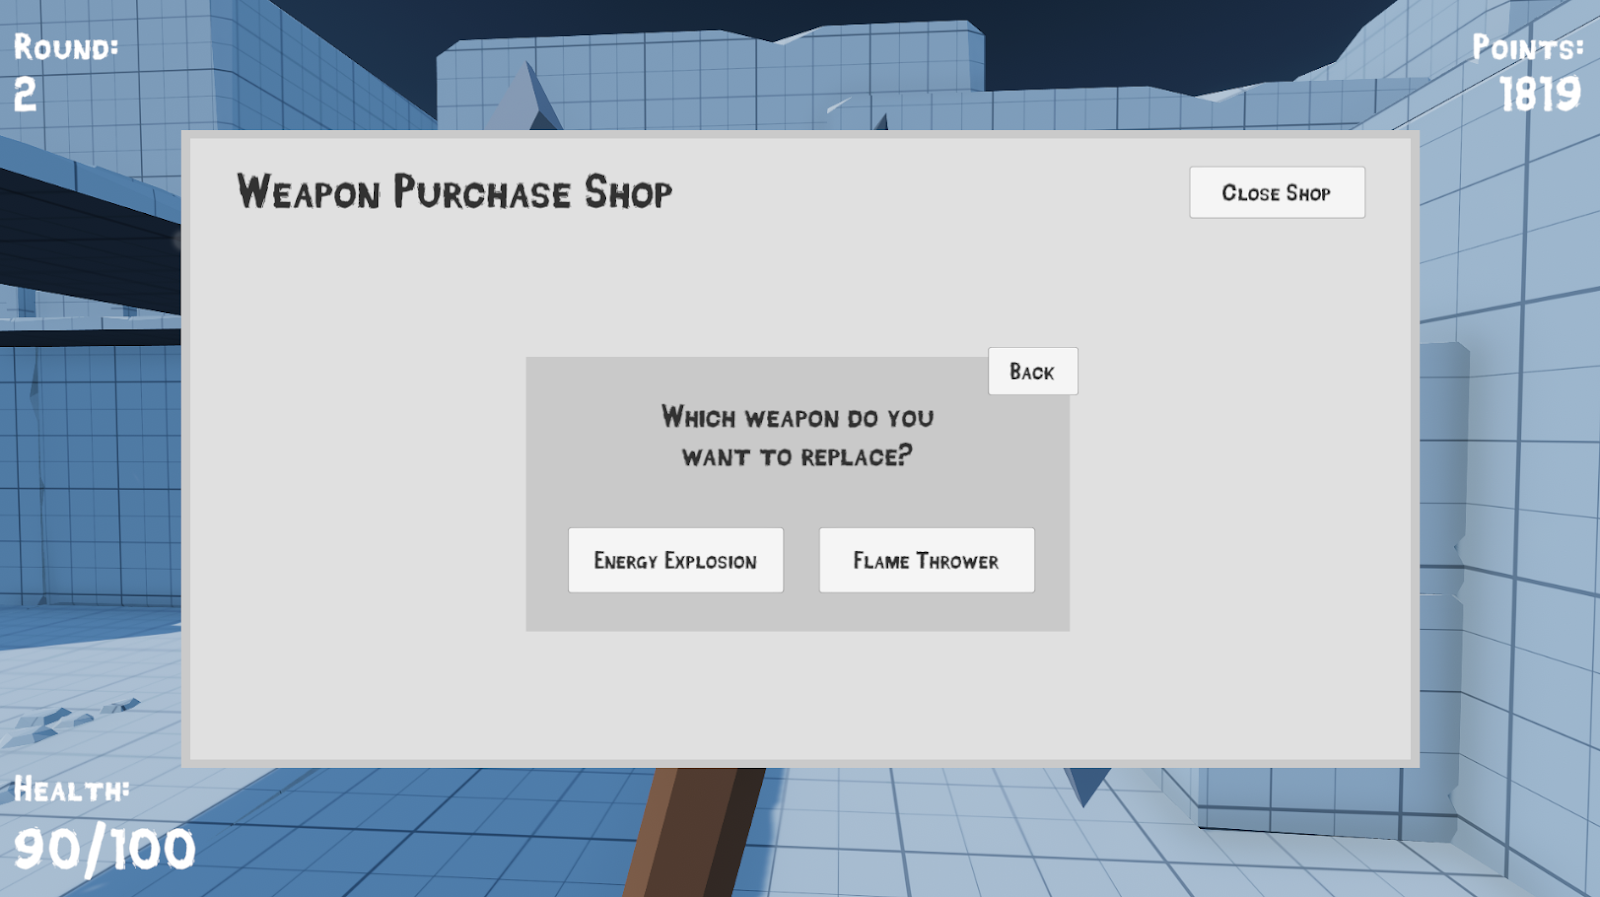 Round:
2
Points:
1819
Weapon Purchase Shop
Close Shop
Back
Which weapon do you
want to replace?
Energy Explosion
Flame Thrower
Health:
90/100